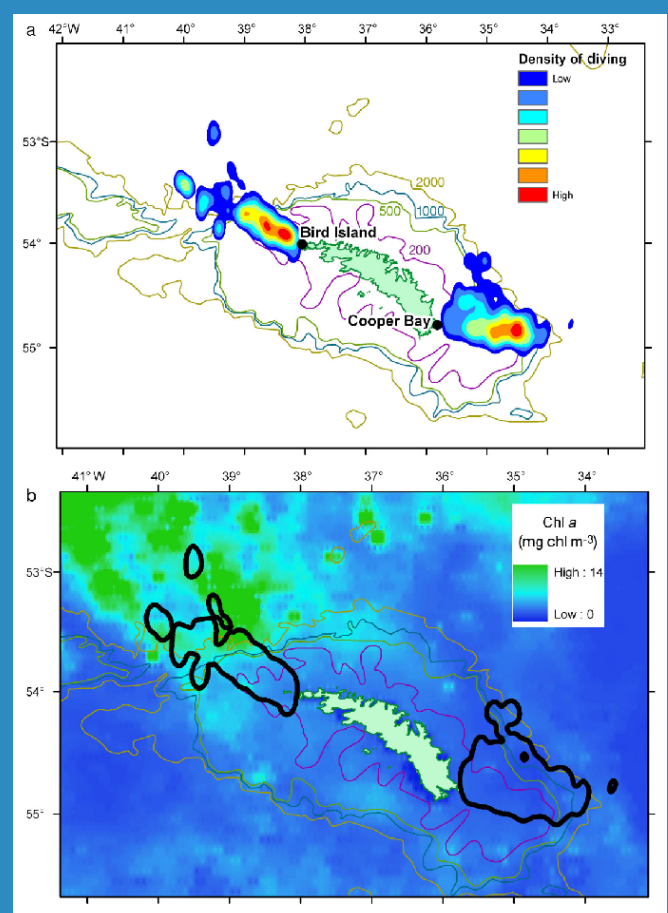 a
42°W 41° 40° 39° 38° 37° 36° 35° 34° 33°
Density of diving
Low
High
53°S
54°
55°
2000
500
1000
200
Bird Island
Cooper Bay
b
41°W 40° 39° 38° 37° 36° 35° 34°
Chl a
(mg chl m-3)
High : 14
Low : 0
53°S
54°
55°